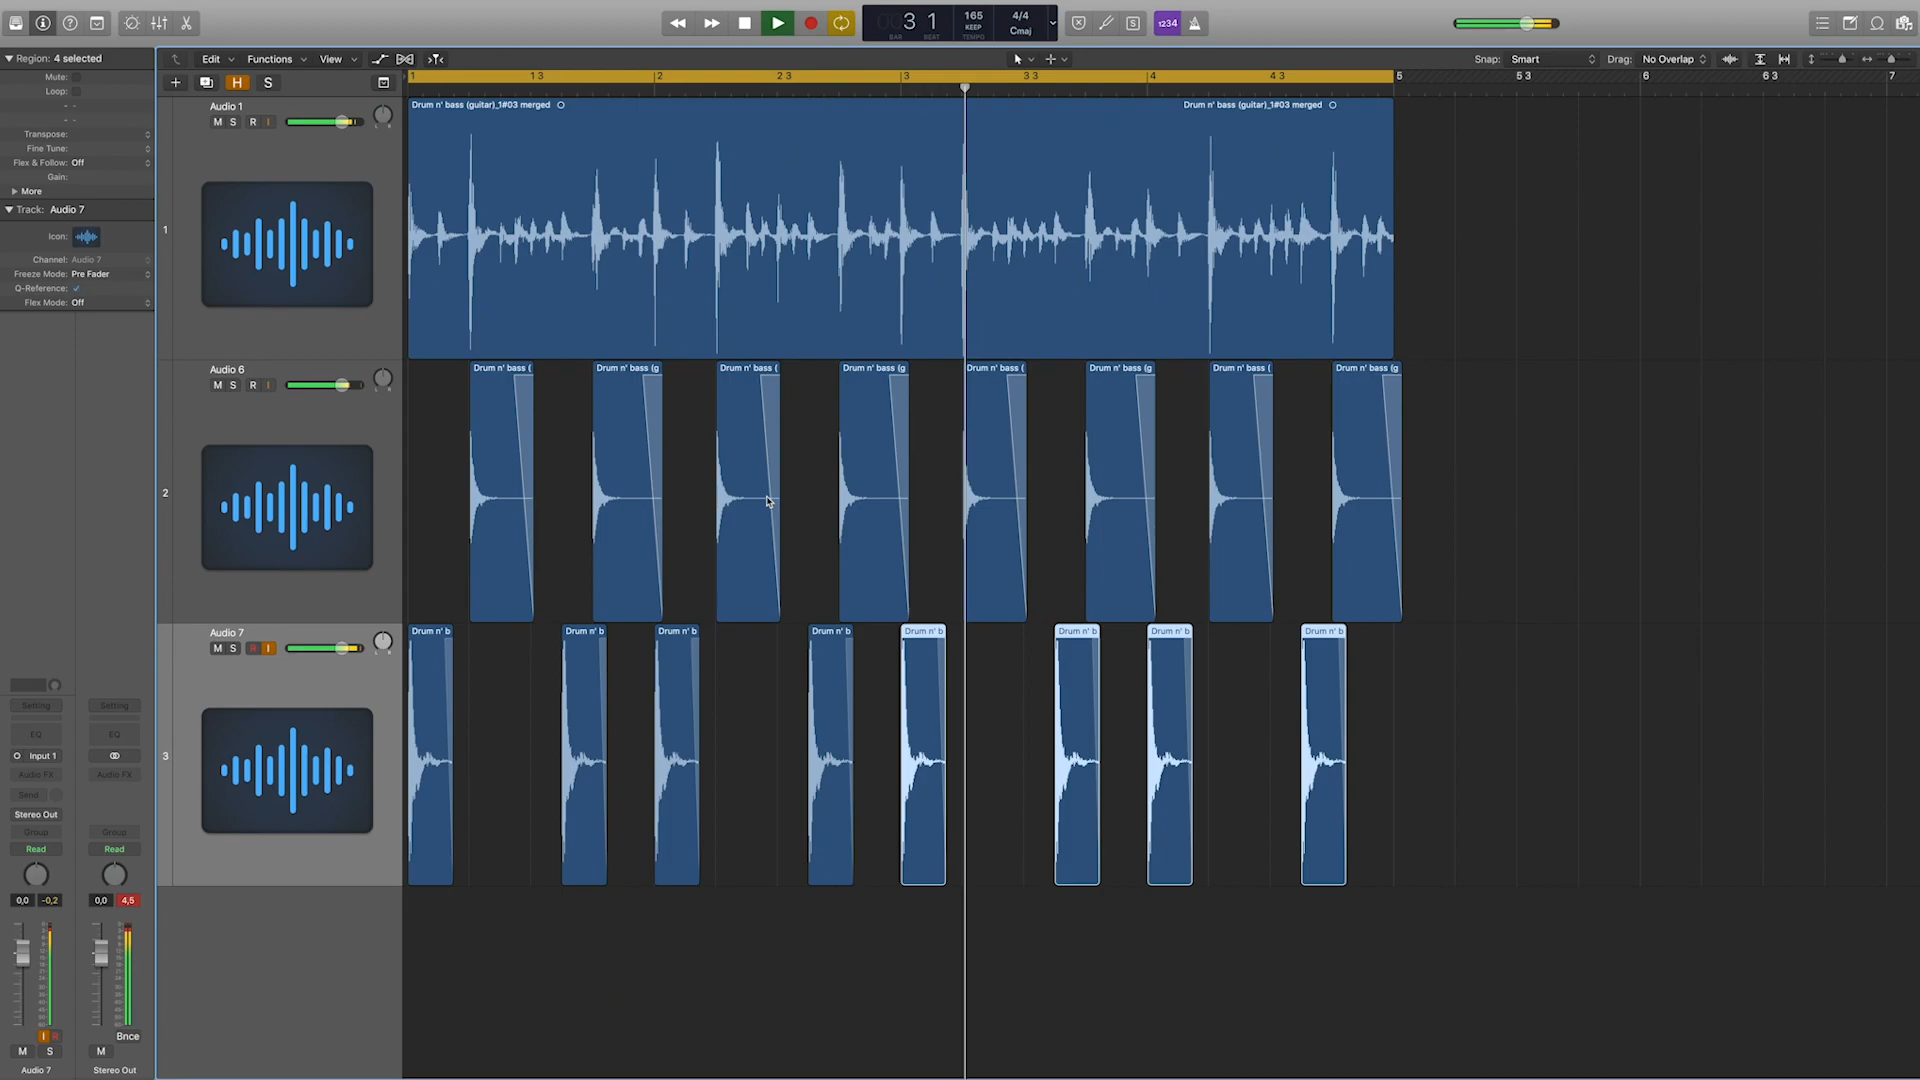 3 1
BAR BEAT
165
KEEP
TEMPO
4/4
Cmaj
S
1234
Region: 4 selected
Mute:
Loop:
Transpose:
Fine Tune:
Flex & Follow: Off
Gain:
More
Track: Audio 7
Icon:
Channel: Audio 7
Freeze Mode: Pre Fader
Q-Reference:
Flex Mode: Off
Edit
Functions
View
Snap: Smart
Drag: No Overlap
H
S
1
1 3
2
2 3
3
3 3
4
4 3
5
5 3
6
6 3
7
1
Audio 1
M S R I
L R
Drum n' bass (guitar)_1#03 merged
Drum n' bass (guitar)_1#03 merged
2
Audio 6
M S R I
L R
Drum n' bass (
Drum n' bass (g
Drum n' bass (
Drum n' bass (g
Drum n' bass (
Drum n' bass (g
Drum n' bass (
Drum n' bass (g
3
Audio 7
M S R I
L R
Drum n' b
Drum n' b
Drum n' b
Drum n' b
Drum n' b
Drum n' b
Drum n' b
Drum n' b
Setting
Setting
EQ
EQ
Input 1
Audio FX
Audio FX
Send
Stereo Out
Group
Group
Read
Read
0,0 -0,2
0,0 4,5
I R
Bnce
M S
M
Audio 7
Stereo Out